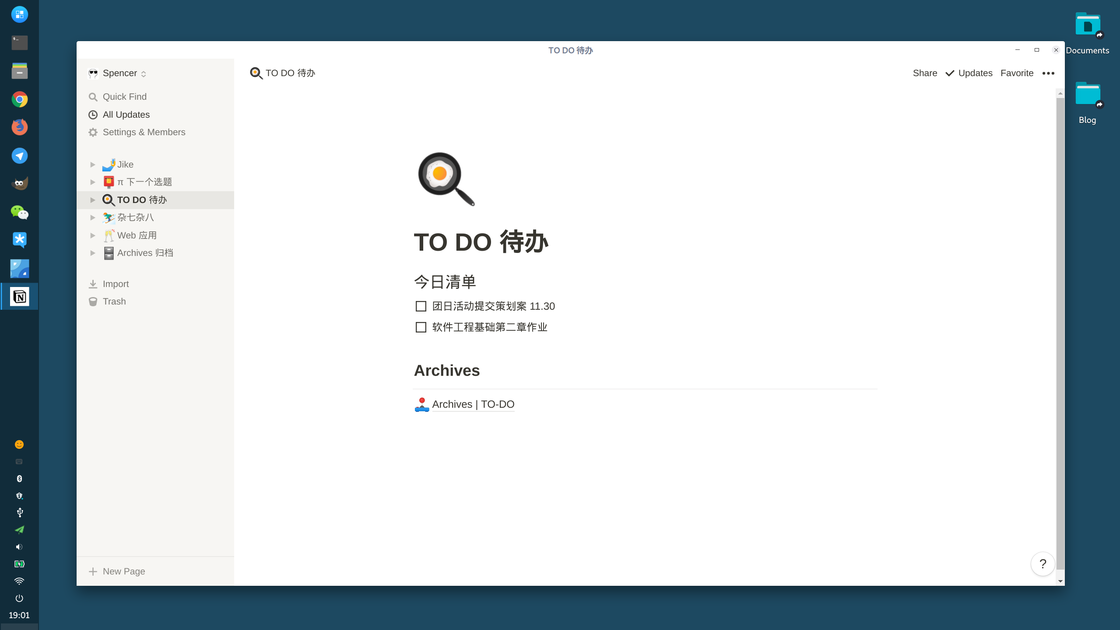 TO DO 待办
Documents
Blog
Spencer
Quick Find
All Updates
Settings & Members
Jike
π 下一个选题
TO DO 待办
杂七杂八
Web 应用
Archives 归档
Import
Trash
New Page
TO DO 待办
Share
Updates
Favorite
TO DO 待办
今日清单
团日活动提交策划案 11.30
软件工程基础第二章作业
Archives
Archives | TO-DO
?
19:01